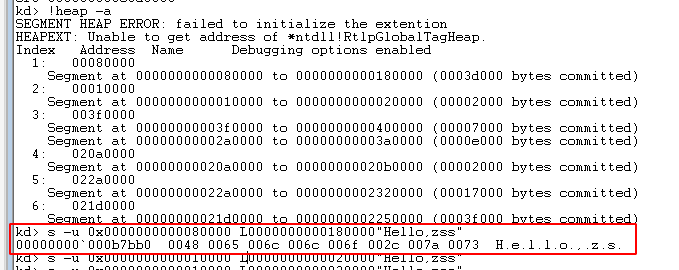 kd> !heap -a
SEGMENT HEAP ERROR: failed to initialize the extention
HEAPEXT: Unable to get address of *ntdll!RtlpGlobalTagHeap.
Index   Address  Name      Debugging options enabled
  1:   00080000
    Segment at 0000000000080000 to 0000000000180000 (0003d000 bytes committed)
  2:   00010000
    Segment at 0000000000010000 to 0000000000020000 (00002000 bytes committed)
  3:   003f0000
    Segment at 00000000003f0000 to 0000000000400000 (00007000 bytes committed)
    Segment at 00000000002a0000 to 00000000003a0000 (0000e000 bytes committed)
  4:   020a0000
    Segment at 00000000020a0000 to 00000000020b0000 (00002000 bytes committed)
  5:   022a0000
    Segment at 00000000022a0000 to 0000000002320000 (00017000 bytes committed)
  6:   021d0000
    Segment at 00000000021d0000 to 0000000002250000 (0003f000 bytes committed)
kd> s -u 0x0000000000080000 L0000000000180000"Hello,zss"
00000000`000b7bb0  0048 0065 006c 006c 006f 002c 007a 0073  H.e.l.l.o.,.z.s.
kd> s -u 0x0000000000010000 L0000000000020000"Hello,zss"